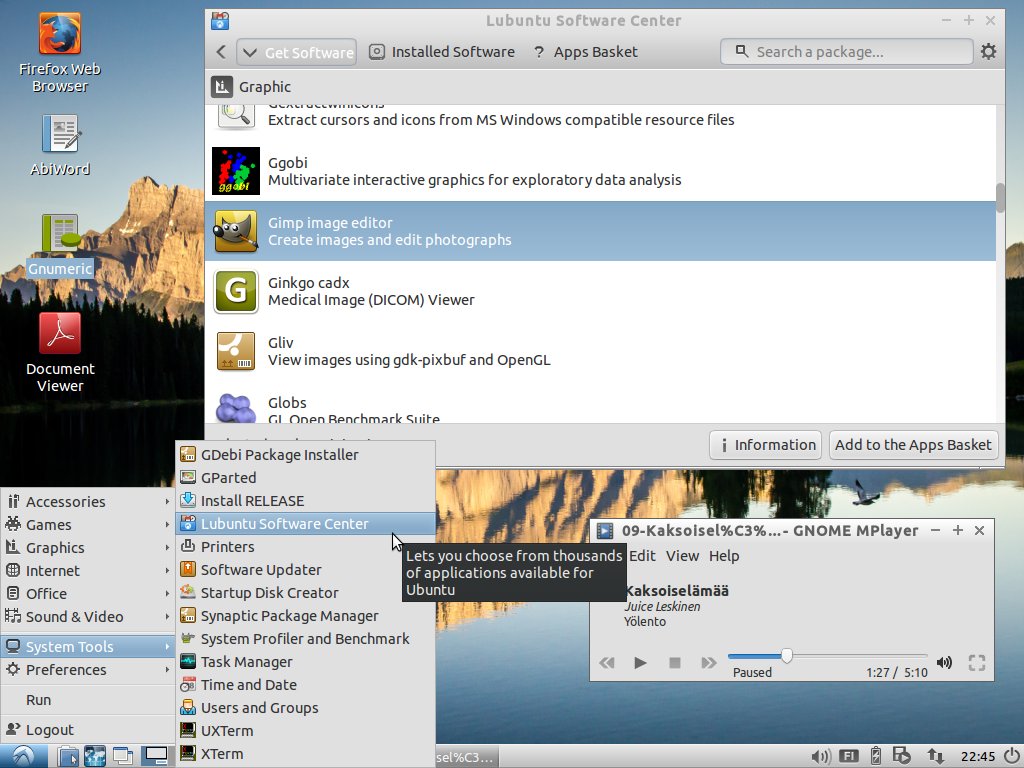 Firefox Web
Browser
AbiWord
Gnumeric
Document
Viewer
Lubuntu Software Center
Get Software
Installed Software
? Apps Basket
Search a package...
Graphic
Gextractwinicons
Extract cursors and icons from MS Windows compatible resource files
ggobi
Ggobi
Multivariate interactive graphics for exploratory data analysis
Gimp image editor
Create images and edit photographs
G
Ginkgo cadx
Medical Image (DICOM) Viewer
Gliv
View images using gdk-pixbuf and OpenGL
Globs
GL Open Benchmark Suite
Information
Add to the Apps Basket
Accessories
Games
Graphics
Internet
Office
Sound & Video
System Tools
Preferences
Run
Logout
GDebi Package Installer
GParted
Install RELEASE
Lubuntu Software Center
Printers
Software Updater
Startup Disk Creator
Synaptic Package Manager
System Profiler and Benchmark
Task Manager
Time and Date
Users and Groups
UXTerm
XTerm
Lets you choose from thousands
of applications available for
Ubuntu
09-Kaksoisel%C3%...- GNOME MPlayer
Edit View Help
Kaksoiselämää
Juice Leskinen
Yölento
Paused
1:27 / 5:10
sel%C3...
FI
22:45